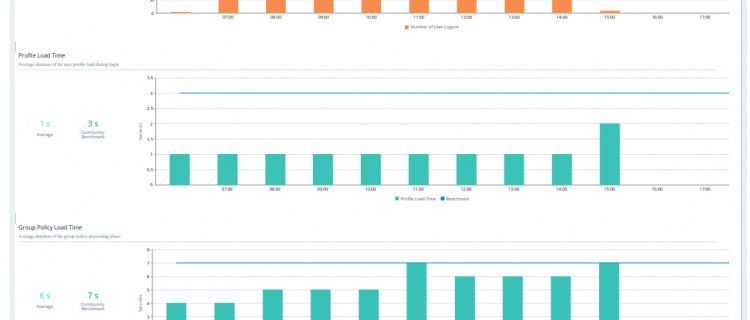 0
07:00 08:00 09:00 10:00 11:00 12:00 13:00 14:00 15:00 16:00 17:00
Number of User Logons
Profile Load Time
Average duration of the user profile load during login
3.5
3
2.5
2
1.5
1
0.5
0
Seconds
1 s
Average
3 s
Community
Benchmark
07:00 08:00 09:00 10:00 11:00 12:00 13:00 14:00 15:00 16:00 17:00
Profile Load Time Benchmark
Group Policy Load Time
Average duration of the group policy processing phase
8
7
6
5
4
3
Seconds
6 s
Average
7 s
Community
Benchmark